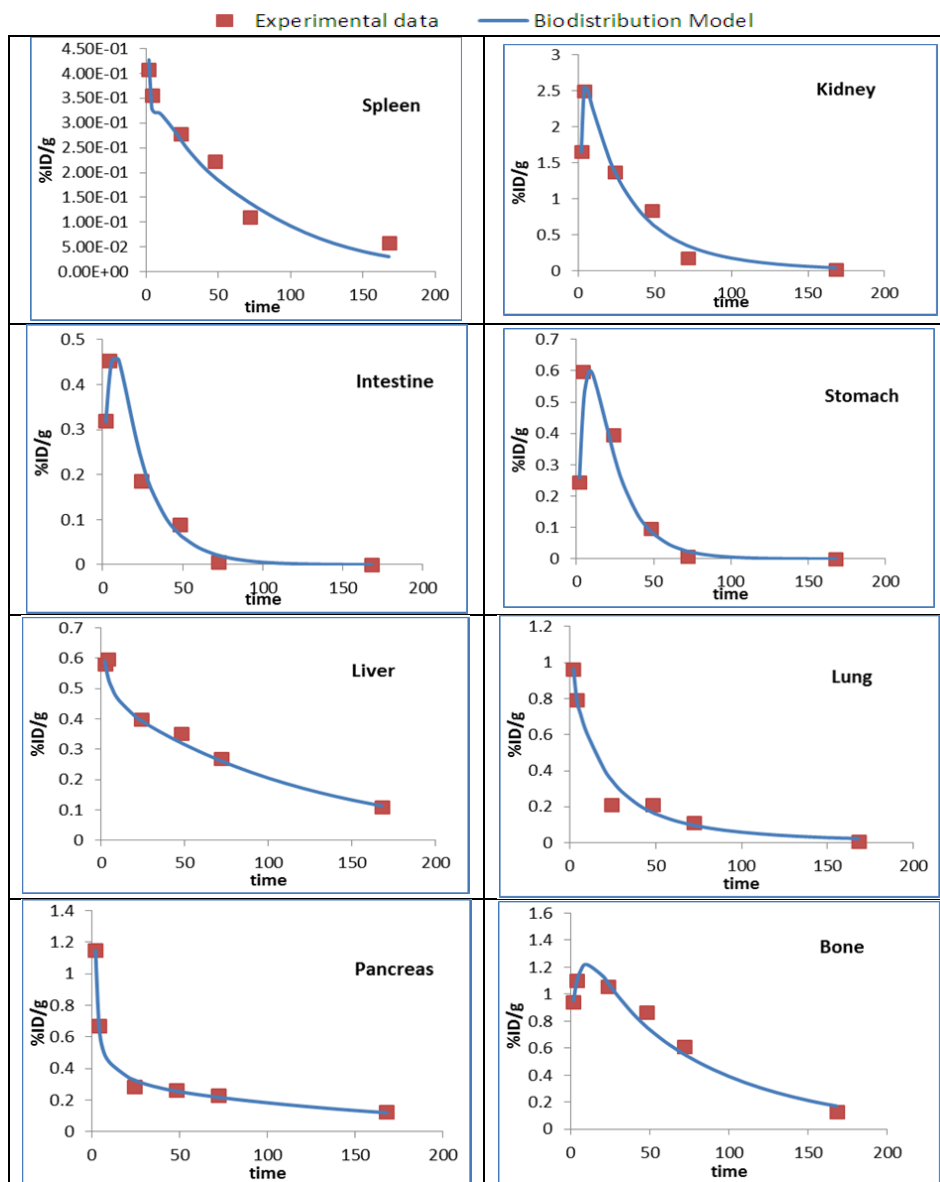 Experimental data Biodistribution Model
4.50E-01
4.00E-01
3.50E-01
3.00E-01
2.50E-01
2.00E-01
1.50E-01
1.00E-01
5.00E-02
0.00E+00
%ID/g
Spleen
0 50 100 150 200
time
3
2.5
2
1.5
1
0.5
0
%ID/g
Kidney
0 50 100 150 200
time
0.5
0.4
0.3
0.2
0.1
0
%ID/g
Intestine
0 50 100 150 200
time
0.7
0.6
0.5
0.4
0.3
0.2
0.1
0
%ID/g
Stomach
0 50 100 150 200
time
0.7
0.6
0.5
0.4
0.3
0.2
0.1
0
%ID/g
Liver
0 50 100 150 200
time
1.2
1
0.8
0.6
0.4
0.2
0
%ID/g
Lung
0 50 100 150 200
time
1.4
1.2
1
0.8
0.6
0.4
0.2
0
%ID/g
Pancreas
0 50 100 150 200
time
1.6
1.4
1.2
1
0.8
0.6
0.4
0.2
0
%ID/g
Bone
0 50 100 150 200
time